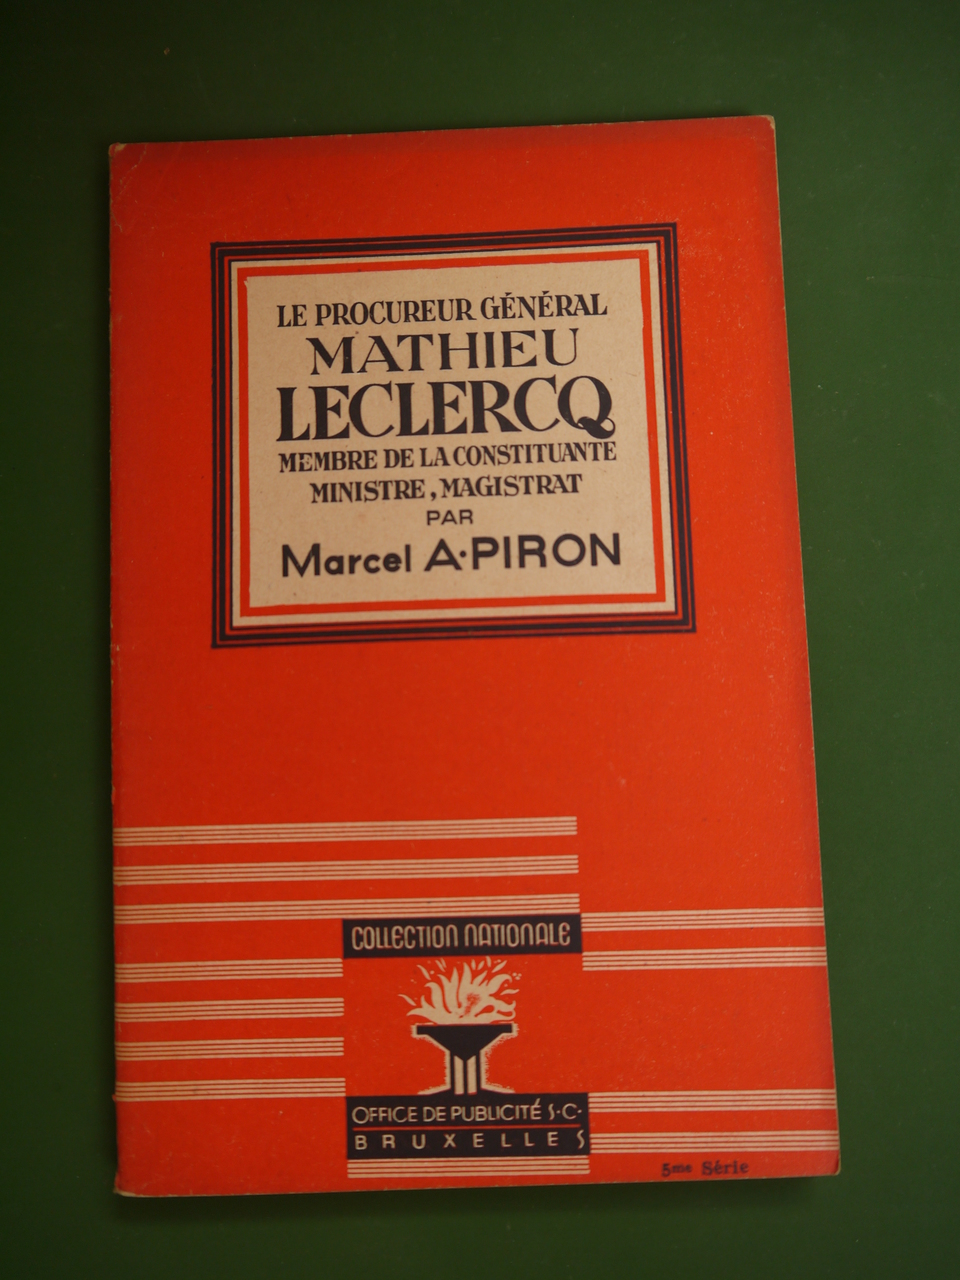 LE PROCUREUR GÉNÉRAL
MATHIEU
LECLERCQ
MEMBRE DE LA CONSTITUANTE
MINISTRE, MAGISTRAT
PAR
Marcel A·PIRON
COLLECTION NATIONALE
OFFICE DE PUBLICITÉ S·C·
BRUXELLES
5me Série